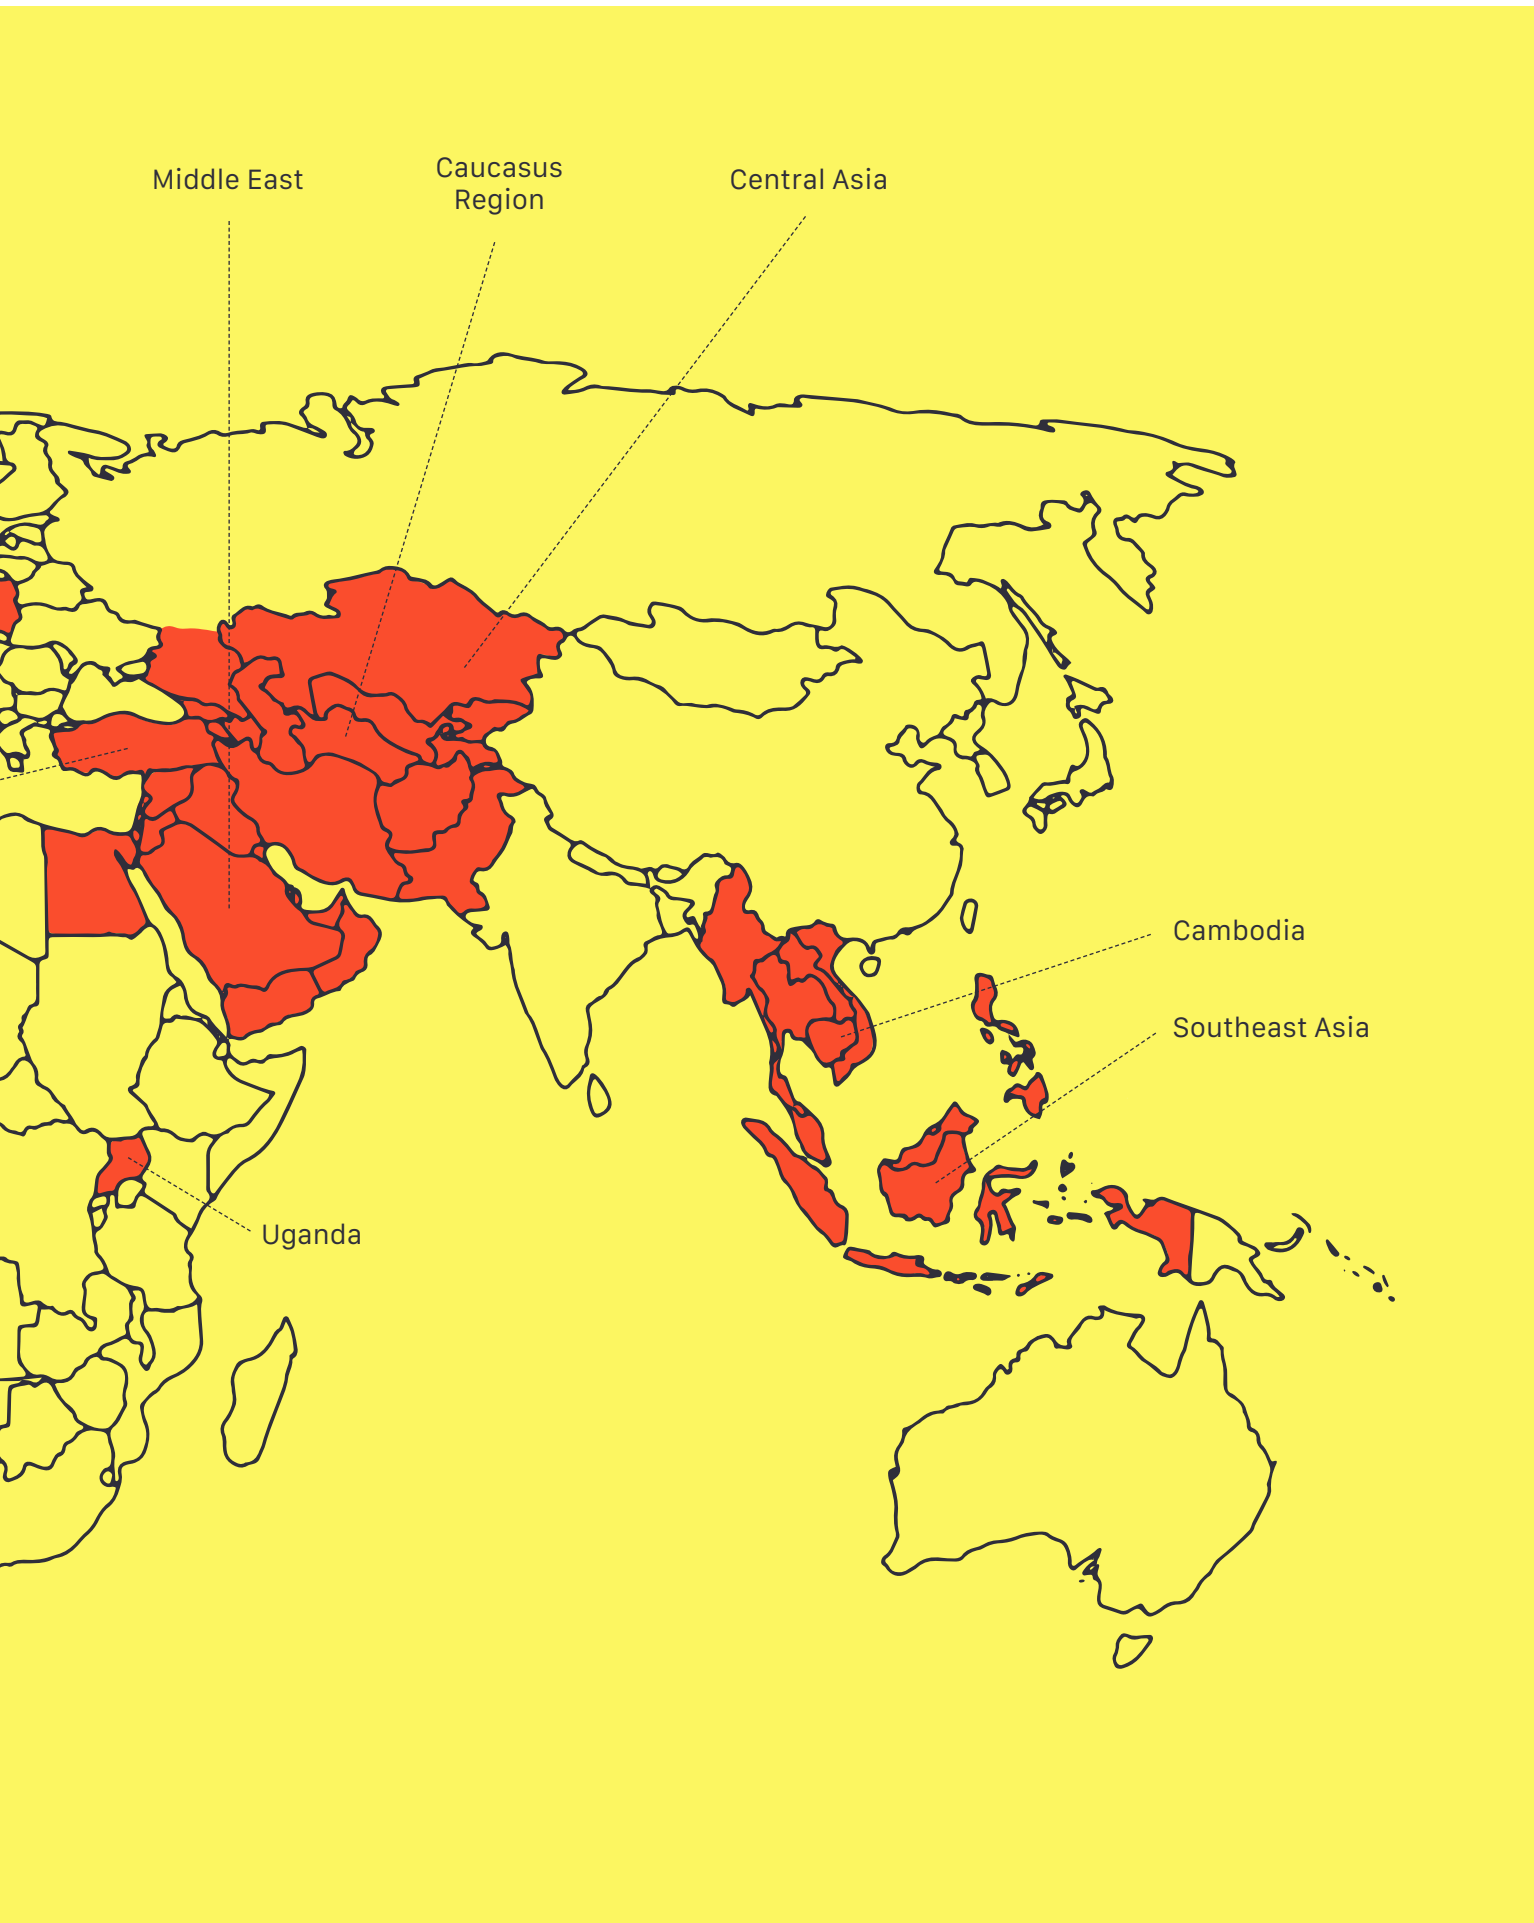 Middle East
Caucasus
Region
Central Asia
Cambodia
Southeast Asia
Uganda